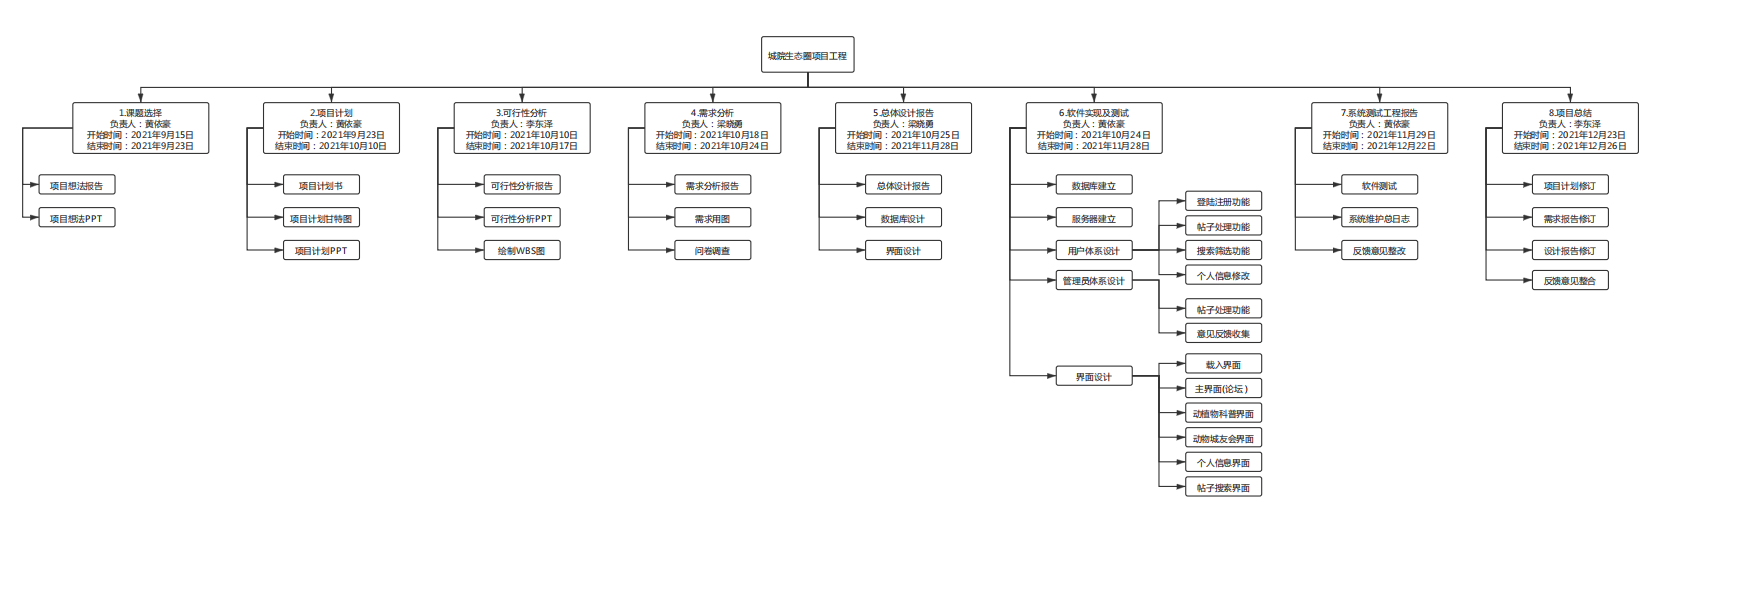 城院生态圈项目工程
1.课题选择
负责人：黄依豪
开始时间：2021年9月15日
结束时间：2021年9月23日
项目想法报告
项目想法PPT
2.项目计划
负责人：黄依豪
开始时间：2021年9月23日
结束时间：2021年10月10日
项目计划书
项目计划甘特图
项目计划PPT
3.可行性分析
负责人：李东泽
开始时间：2021年10月10日
结束时间：2021年10月17日
可行性分析报告
可行性分析PPT
绘制WBS图
4.需求分析
负责人：梁晓勇
开始时间：2021年10月18日
结束时间：2021年10月24日
需求分析报告
需求用图
问卷调查
5.总体设计报告
负责人：梁晓勇
开始时间：2021年10月25日
结束时间：2021年11月28日
总体设计报告
数据库设计
界面设计
6.软件实现及测试
负责人：黄依豪
开始时间：2021年10月24日
结束时间：2021年11月28日
数据库建立
服务器建立
用户体系设计
登陆注册功能
帖子处理功能
搜索筛选功能
个人信息修改
管理员体系设计
帖子处理功能
意见反馈收集
界面设计
载入界面
主界面(论坛 )
动植物科普界面
动物城友会界面
个人信息界面
帖子搜索界面
7.系统测试工程报告
负责人：黄依豪
开始时间：2021年11月29日
结束时间：2021年12月22日
软件测试
系统维护总日志
反馈意见整改
8.项目总结
负责人：李东泽
开始时间：2021年12月23日
结束时间：2021年12月26日
项目计划修订
需求报告修订
设计报告修订
反馈意见整合